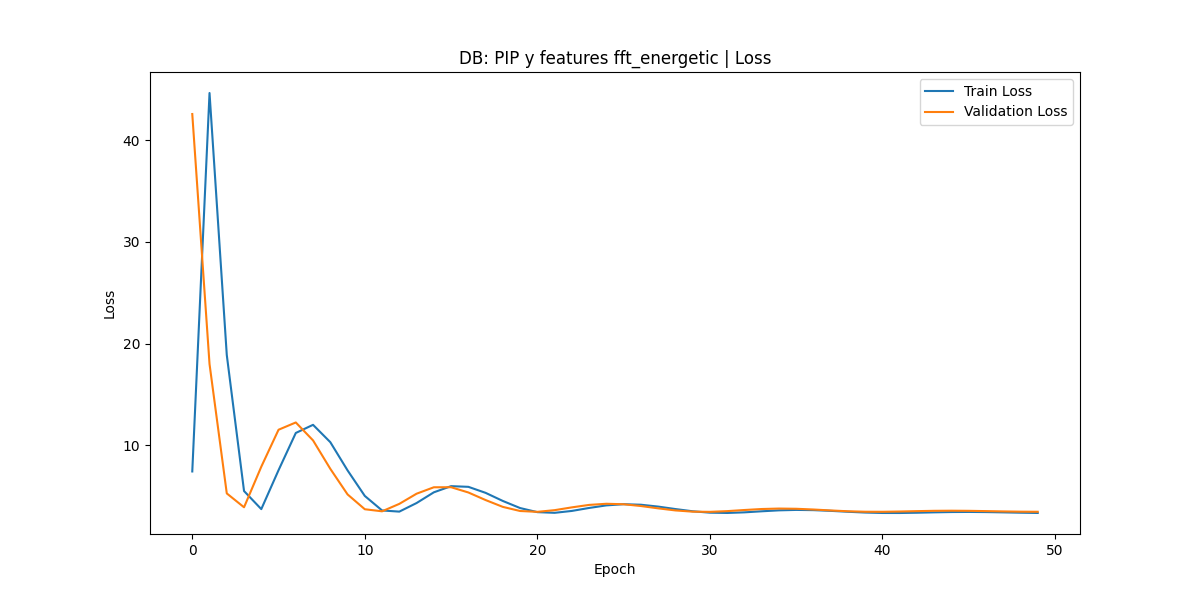 DB: PIP y features fft_energetic | Loss
Train Loss
Validation Loss
40
30
20
10
Loss
0 10 20 30 40 50
Epoch